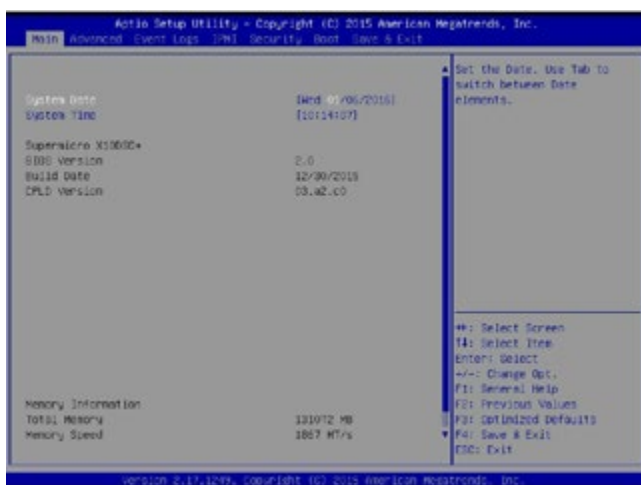 Aptio Setup Utility - Copyright (C) 2015 American Megatrends, Inc.
Main Advanced Event Logs IPMI Security Boot Save & Exit
Set the Date. Use Tab to
switch between Date
elements.
System Date [Wed 01/06/2016]
System Time
Supermicro
BIOS Version 2.0
Build Date 12/30/2015
CPLD Version 03.a2.c0
Memory Information
Total Memory 131072 MB
Memory Speed 1867 MT/s
: Select Screen
↑↓: Select Item
Enter: Select
+/-: Change Opt.
F1: General Help
F2: Previous Values
F3: Optimized Defaults
F4: Save & Exit
ESC: Exit
Version 2.17.1249. Copyright (C) 2015 American Megatrends, Inc.